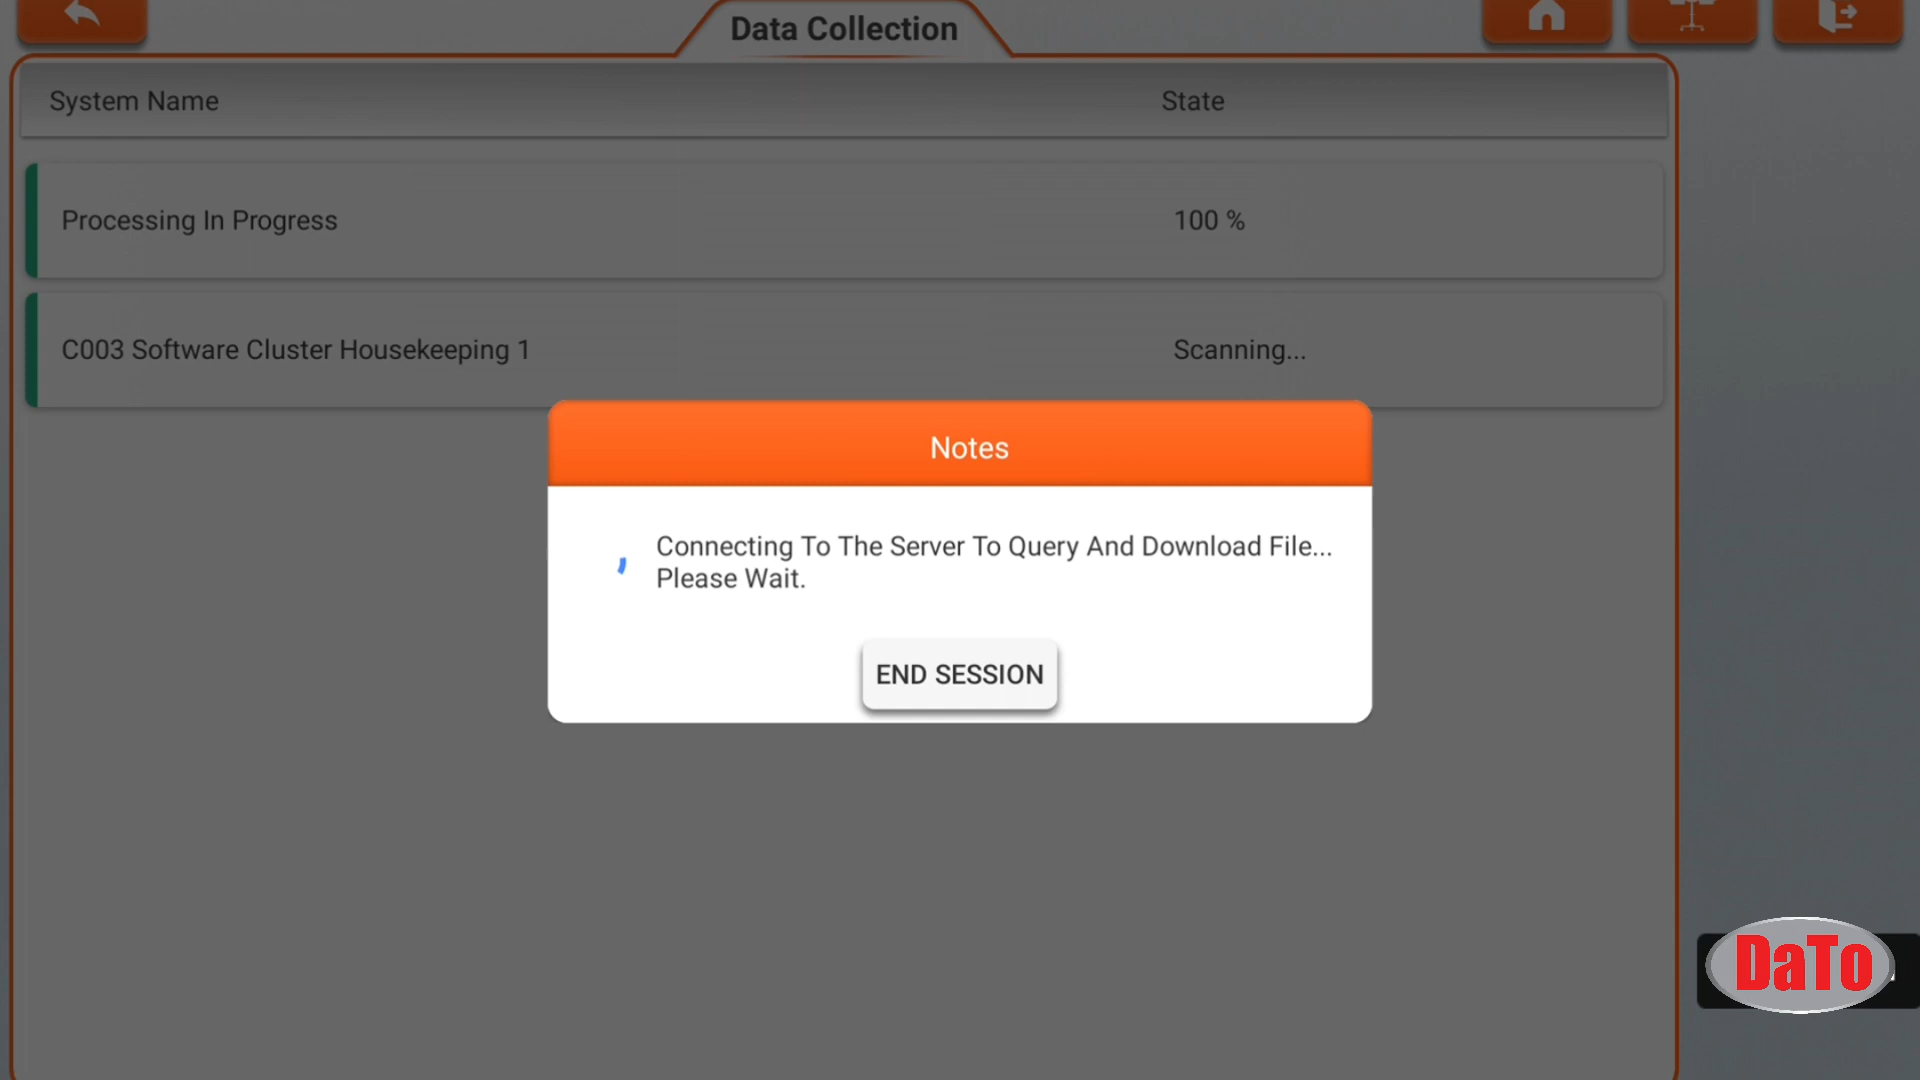 Data Collection
System Name State
Processing In Progress 100 %
C003 Software Cluster Housekeeping 1 Scanning...
Notes
Connecting To The Server To Query And Download File...
Please Wait.
END SESSION
DaTo